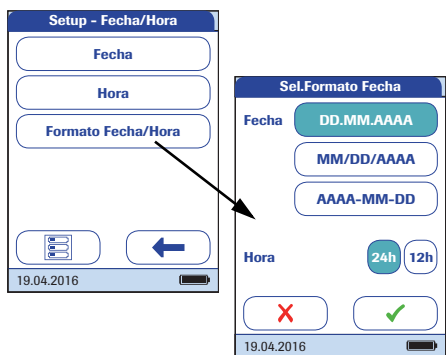 Setup - Fecha/Hora
Fecha
Hora
Formato Fecha/Hora
19.04.2016
Sel.Formato Fecha
Fecha DD.MM.AAAA
MM/DD/AAAA
AAAA-MM-DD
Hora 24h 12h
19.04.2016